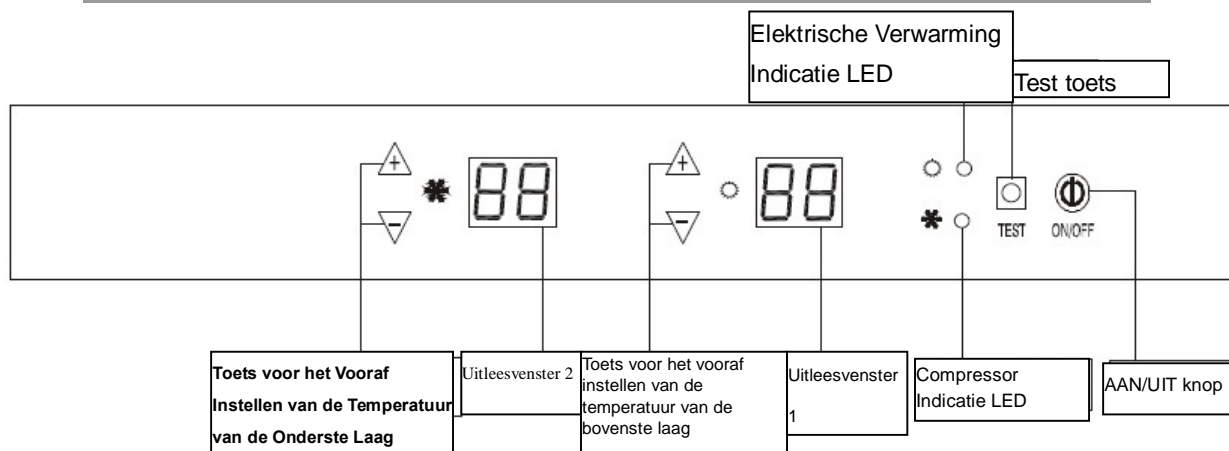 Elektrische Verwarming
Indicatie LED
Test toets
+
+
88
88
−
−
TEST
ON/OFF
Toets voor het Vooraf
Instellen van de Temperatuur
van de Onderste Laag
Uitleesvenster 2
Toets voor het vooraf
instellen van de
temperatuur van de
bovenste laag
Uitleesvenster
1
Compressor
Indicatie LED
AAN/UIT knop